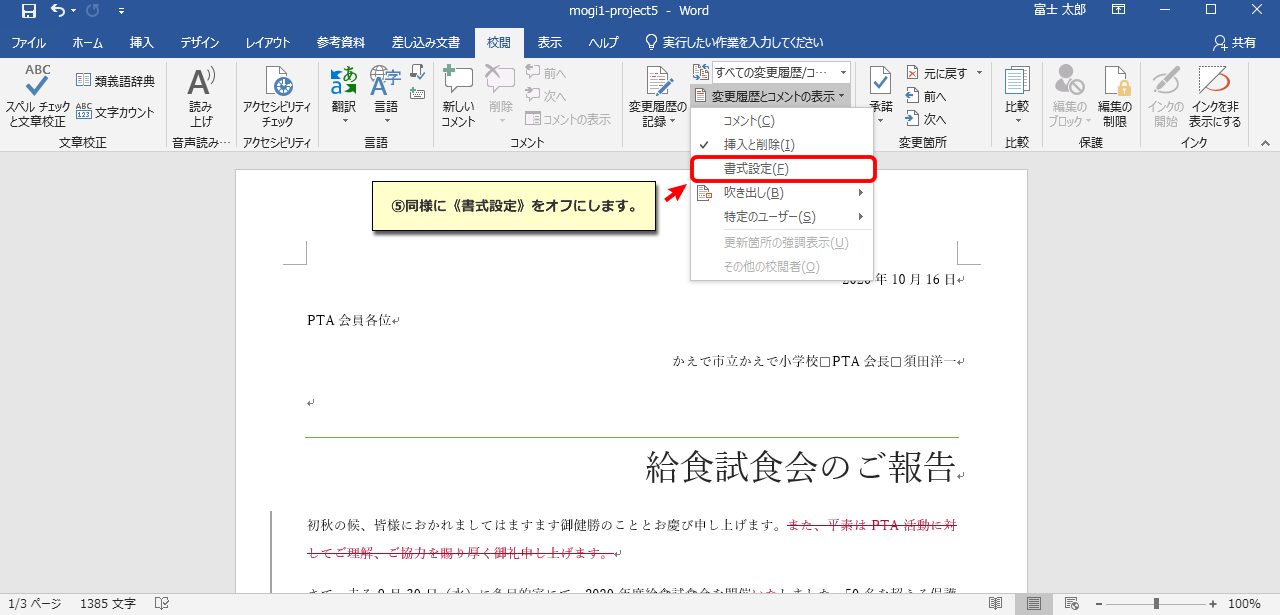 mogi1-project5 - Word
富士 太郎
ファイル ホーム 挿入 デザイン レイアウト 参考資料 差し込み文書 校閲 表示 ヘルプ 実行したい作業を入力してください 共有
ABC
スペル チェック
と文章校正
類義語辞典
ABC
123
文字カウント
文章校正
A
読み
上げ
音声読み…
アクセシビリティ
チェック
アクセシビリティ
あ
a
翻訳
A字
言語
言語
新しい
コメント
削除
前へ
次へ
コメントの表示
コメント
変更履歴の
記録
すべての変更履歴/コ…
変更履歴とコメントの表示
承諾
元に戻す
前へ
次へ
変更箇所
比較
比較
編集の
ブロック
編集の
制限
保護
インクの
開始
インクを非
表示にする
インク
コメント(C)
挿入と削除(I)
書式設定(F)
吹き出し(B)
特定のユーザー(S)
更新箇所の強調表示(U)
その他の校閲者(O)
⑤同様に《書式設定》をオフにします。
2020 年 10 月 16 日
PTA 会員各位
かえで市立かえで小学校□PTA 会長□須田洋一
給食試食会のご報告
初秋の候、皆様におかれましてはますます御健勝のこととお慶び申し上げます。また、平素は PTA 活動に対
してご理解、ご協力を賜り厚く御礼申し上げます。
さて、去る 9 月 30 日（水）に多目的室にて、2020 年度給食試食会を開催いたしました。50 名を超える保護
1/3 ページ 1385 文字 100%